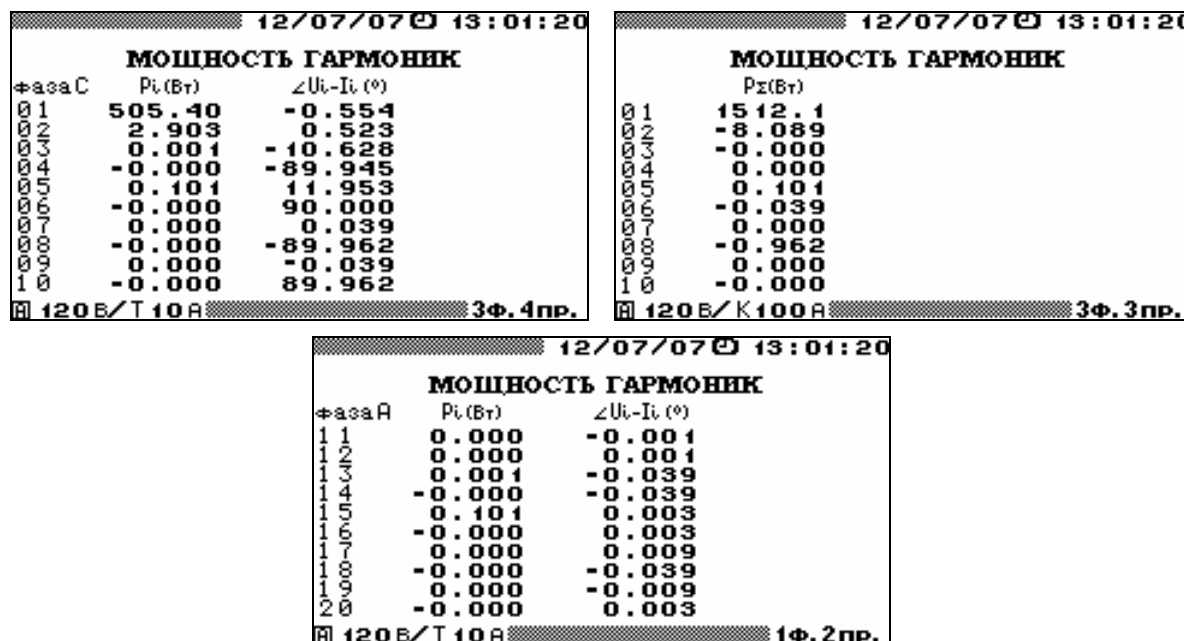 12/07/07 13:01:20
МОЩНОСТЬ ГАРМОНИК
фаза C Pi(Вт) ∠Ui-Ii (º)
01 505.40 -0.554
02 2.903 0.523
03 0.001 -10.628
04 -0.000 -89.945
05 0.101 11.953
06 -0.000 90.000
07 0.000 0.039
08 -0.000 -89.962
09 0.000 -0.039
10 -0.000 89.962
А 120В/Т10А 3ф.4пр.
12/07/07 13:01:20
МОЩНОСТЬ ГАРМОНИК
PΣ(Вт)
01 1512.1
02 -8.089
03 -0.000
04 0.000
05 0.101
06 -0.039
07 0.000
08 -0.962
09 0.000
10 -0.000
А 120В/К100А 3ф.3пр.
12/07/07 13:01:20
МОЩНОСТЬ ГАРМОНИК
фаза А Pi(Вт) ∠Ui-Ii (º)
11 0.000 -0.001
12 0.000 0.001
13 0.001 -0.039
14 -0.000 -0.039
15 0.101 0.003
16 -0.000 0.003
17 0.000 0.009
18 -0.000 -0.039
19 0.000 -0.009
20 -0.000 0.003
А 120В/Т10А 1ф.2пр.